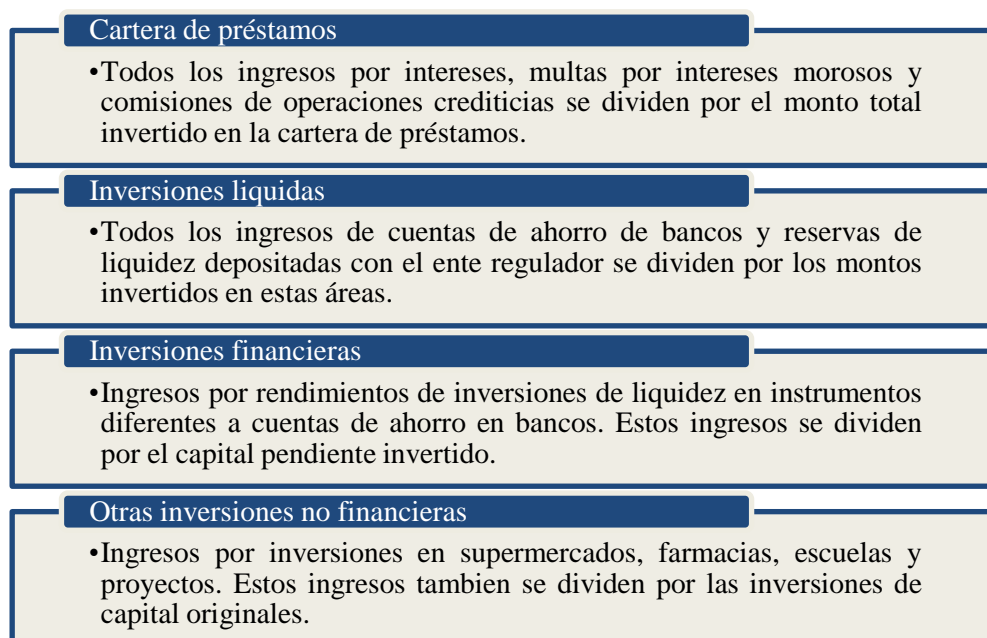 Cartera de préstamos
•Todos los ingresos por intereses, multas por intereses morosos y
comisiones de operaciones crediticias se dividen por el monto total
invertido en la cartera de préstamos.
Inversiones liquidas
•Todos los ingresos de cuentas de ahorro de bancos y reservas de
liquidez depositadas con el ente regulador se dividen por los montos
invertidos en estas áreas.
Inversiones financieras
•Ingresos por rendimientos de inversiones de liquidez en instrumentos
diferentes a cuentas de ahorro en bancos. Estos ingresos se dividen
por el capital pendiente invertido.
Otras inversiones no financieras
•Ingresos por inversiones en supermercados, farmacias, escuelas y
proyectos. Estos ingresos tambien se dividen por las inversiones de
capital originales.